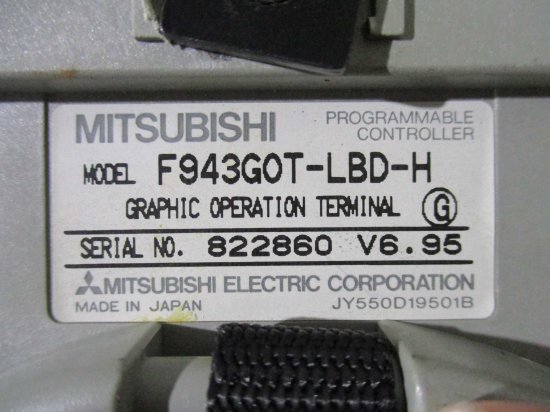 MITSUBISHI
PROGRAMMABLE
CONTROLLER
MODEL F943GOT-LBD-H
GRAPHIC OPERATION TERMINAL G
SERIAL NO. 822860 V6.95
MITSUBISHI ELECTRIC CORPORATION
MADE IN JAPAN JY550D19501B